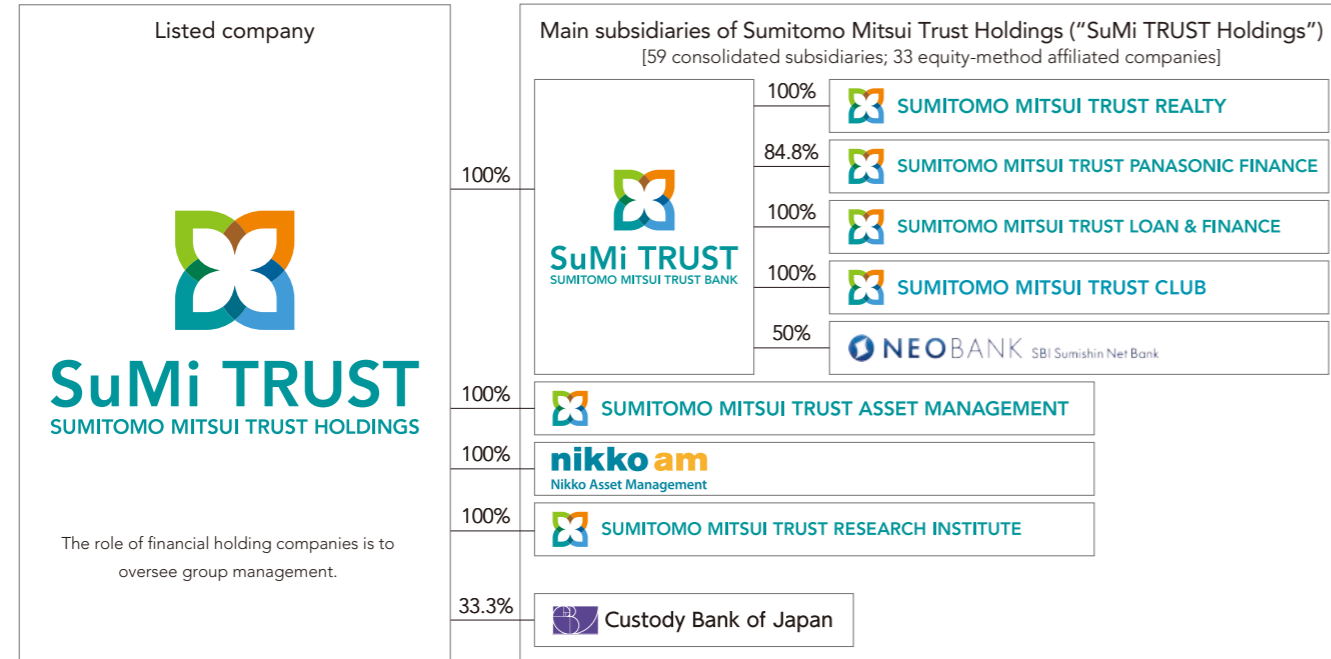 Listed company
SuMi TRUST
SUMITOMO MITSUI TRUST HOLDINGS
The role of financial holding companies is to
oversee group management.
Main subsidiaries of Sumitomo Mitsui Trust Holdings (“SuMi TRUST Holdings”)
[59 consolidated subsidiaries; 33 equity-method affiliated companies]
100%
SuMi TRUST
SUMITOMO MITSUI TRUST BANK
100%
SUMITOMO MITSUI TRUST REALTY
84.8%
SUMITOMO MITSUI TRUST PANASONIC FINANCE
100%
SUMITOMO MITSUI TRUST LOAN & FINANCE
100%
SUMITOMO MITSUI TRUST CLUB
50%
NEOBANK SBI Sumishin Net Bank
100%
SUMITOMO MITSUI TRUST ASSET MANAGEMENT
100%
nikko am
Nikko Asset Management
100%
SUMITOMO MITSUI TRUST RESEARCH INSTITUTE
33.3%
Custody Bank of Japan